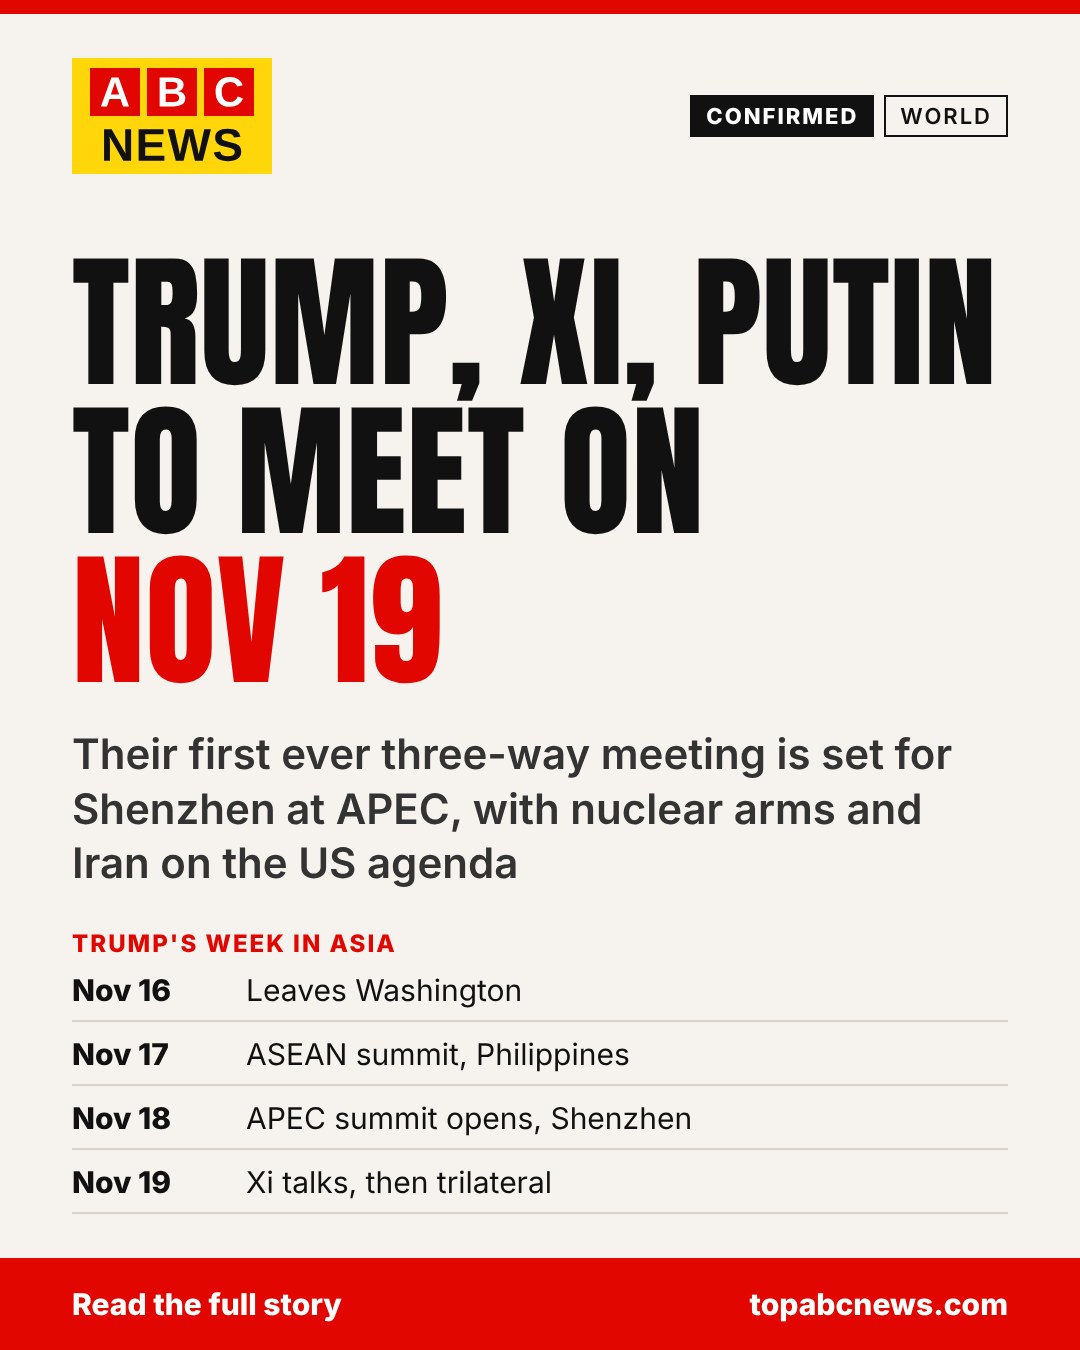 ABC
NEWS
CONFIRMED
WORLD
TRUMP, XI, PUTIN
TO MEET ON
NOV 19
Their first ever three-way meeting is set for
Shenzhen at APEC, with nuclear arms and
Iran on the US agenda
TRUMP'S WEEK IN ASIA
Nov 16 Leaves Washington
Nov 17 ASEAN summit, Philippines
Nov 18 APEC summit opens, Shenzhen
Nov 19 Xi talks, then trilateral
Read the full story topabcnews.com